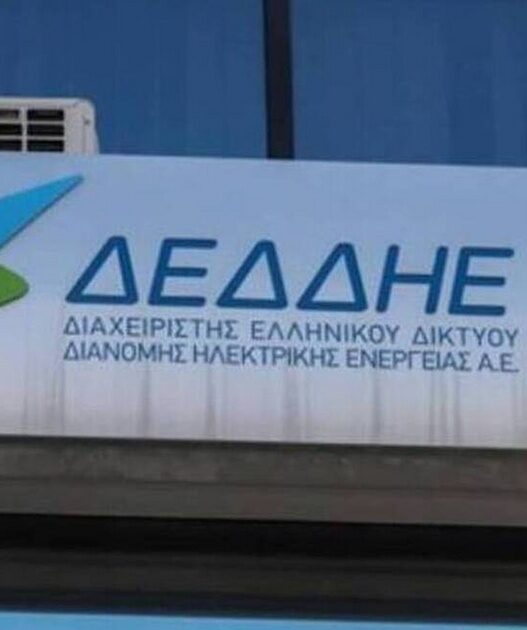 ΔΕΔΔΗΕ
ΔΙΑΧΕΙΡΙΣΤΗΣ ΕΛΛΗΝΙΚΟΥ ΔΙΚΤΥΟΥ
ΔΙΑΝΟΜΗΣ ΗΛΕΚΤΡΙΚΗΣ ΕΝΕΡΓΕΙΑΣ Α.Ε.